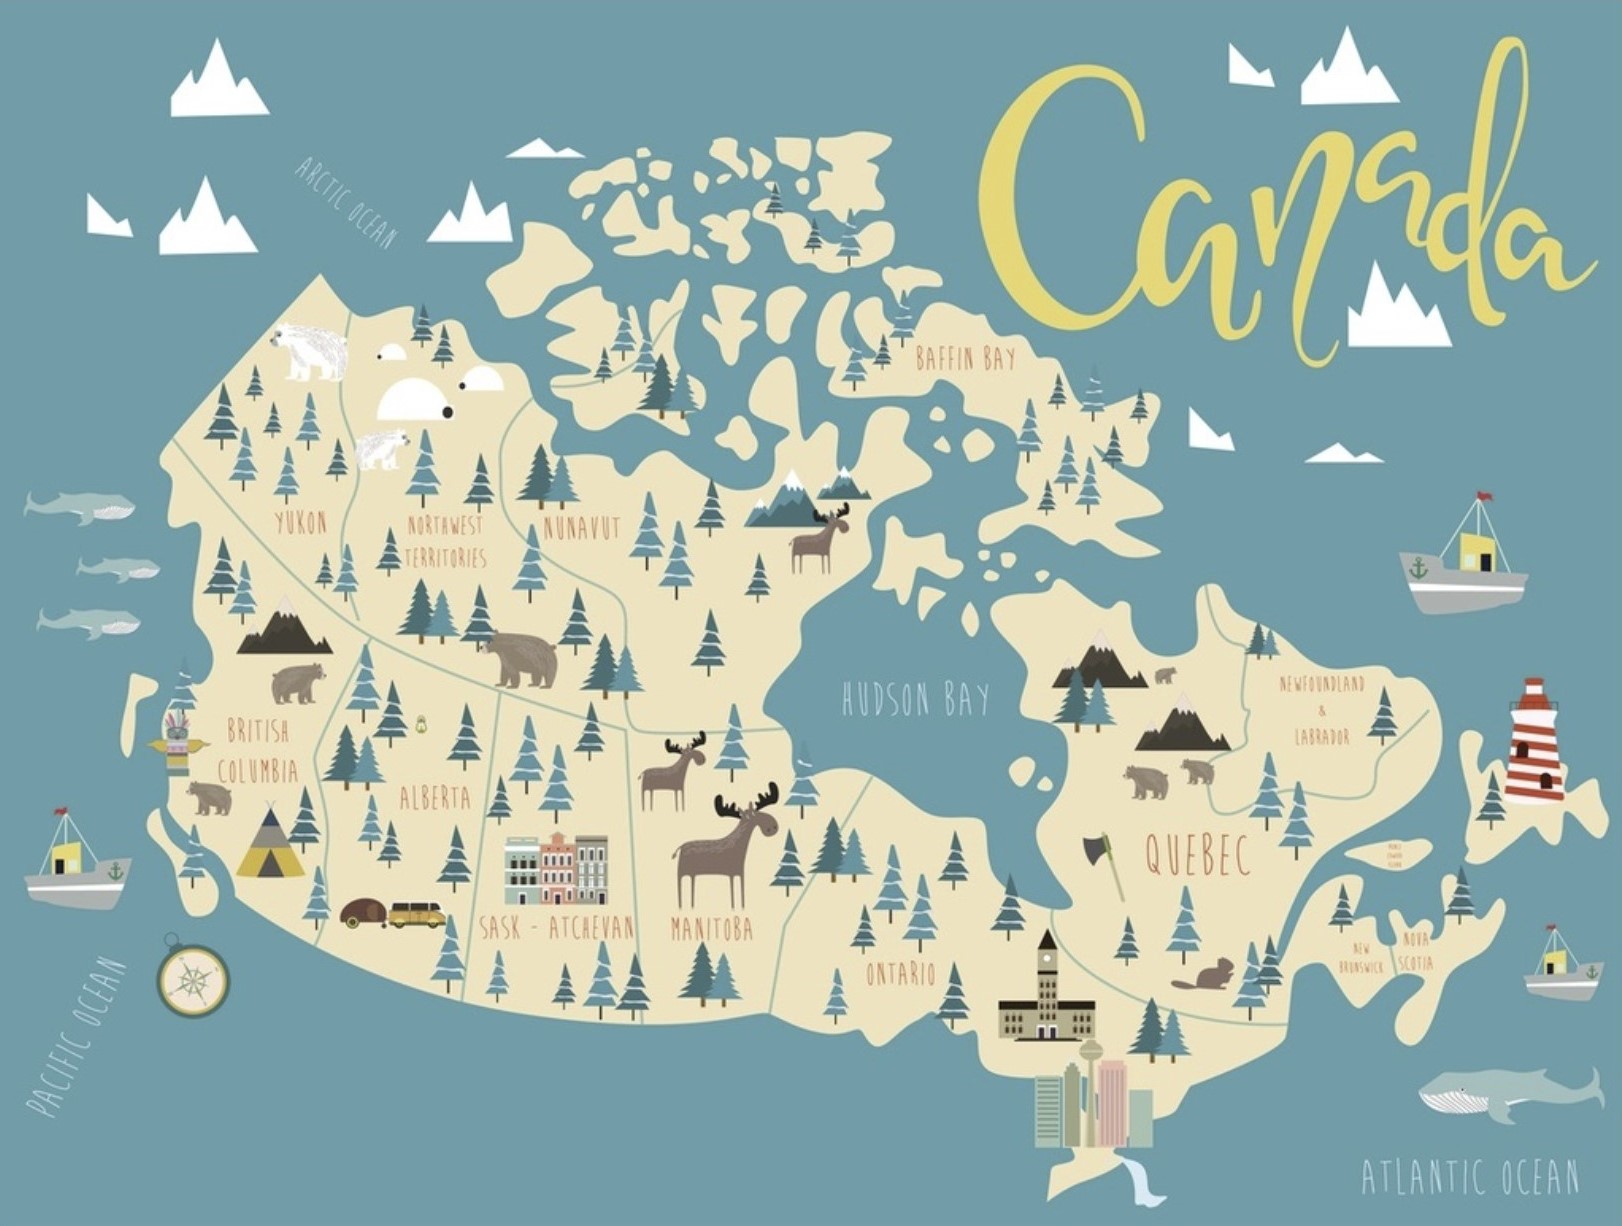 Canada
ARCTIC OCEAN
BAFFIN BAY
YUKON
NORTHWEST
TERRITORIES
NUNAVUT
HUDSON BAY
NEWFOUNDLAND
&
LABRADOR
BRITISH
COLUMBIA
ALBERTA
SASK - ATCHEVAN
MANITOBA
ONTARIO
QUEBEC
NEW
BRUNSWICK
NOVA
SCOTIA
PACIFIC OCEAN
ATLANTIC OCEAN